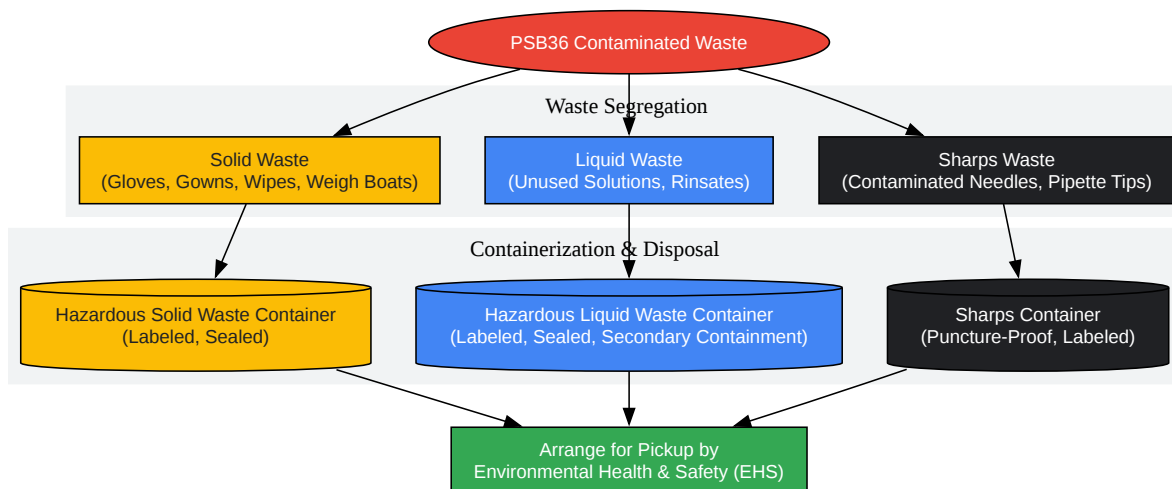 PSB36 Contaminated Waste
Waste Segregation
Solid Waste
(Gloves, Gowns, Wipes, Weigh Boats)
Liquid Waste
(Unused Solutions, Rinsates)
Sharps Waste
(Contaminated Needles, Pipette Tips)
Containerization & Disposal
Hazardous Solid Waste Container
(Labeled, Sealed)
Hazardous Liquid Waste Container
(Labeled, Sealed, Secondary Containment)
Sharps Container
(Puncture-Proof, Labeled)
Arrange for Pickup by
Environmental Health & Safety (EHS)